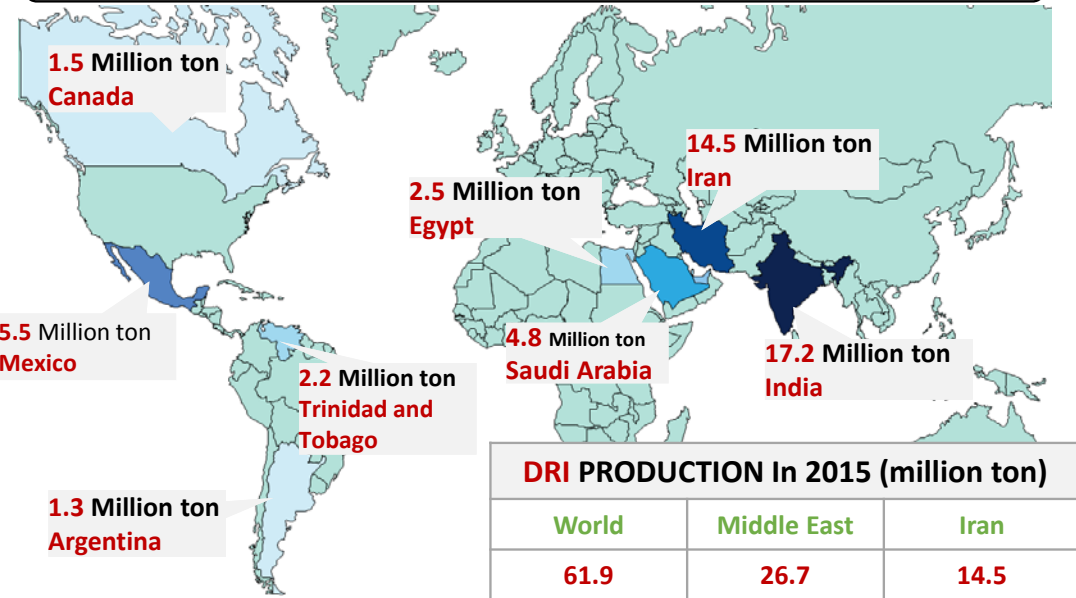 1.5 Million ton
Canada
14.5 Million ton
Iran
2.5 Million ton
Egypt
5.5 Million ton
Mexico
4.8 Million ton
Saudi Arabia
17.2 Million ton
India
2.2 Million ton
Trinidad and
Tobago
1.3 Million ton
Argentina
DRI PRODUCTION In 2015 (million ton)
World Middle East Iran
61.9 26.7 14.5